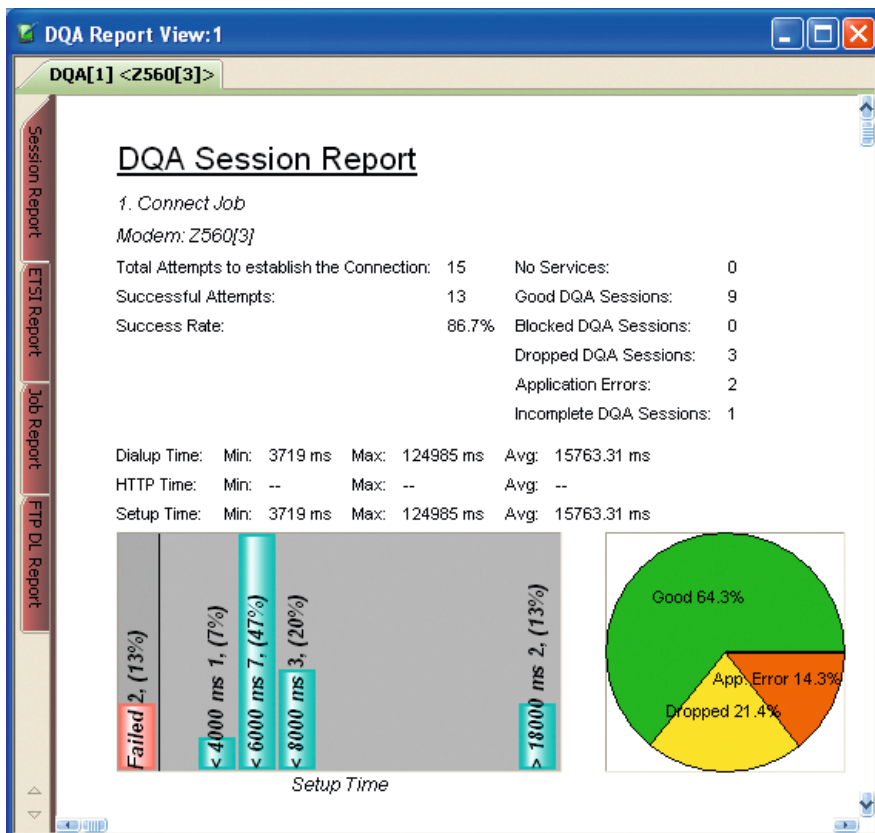 DQA Report View:1
DQA[1] <Z560[3]>
Session Report
ETSI Report
Job Report
FTP DL Report
DQA Session Report
1. Connect Job
Modem: Z560[3]
Total Attempts to establish the Connection: 15 No Services: 0
Successful Attempts: 13 Good DQA Sessions: 9
Success Rate: 86.7% Blocked DQA Sessions: 0
Dropped DQA Sessions: 3
Application Errors: 2
Incomplete DQA Sessions: 1
Dialup Time: Min: 3719 ms Max: 124985 ms Avg: 15763.31 ms
HTTP Time: Min: -- Max: -- Avg: --
Setup Time: Min: 3719 ms Max: 124985 ms Avg: 15763.31 ms
Failed 2, (13%)
< 4000 ms 1, (7%)
< 6000 ms 7, (47%)
< 8000 ms 3, (20%)
> 18000 ms 2, (13%)
Setup Time
Good 64.3%
App. Error 14.3%
Dropped 21.4%